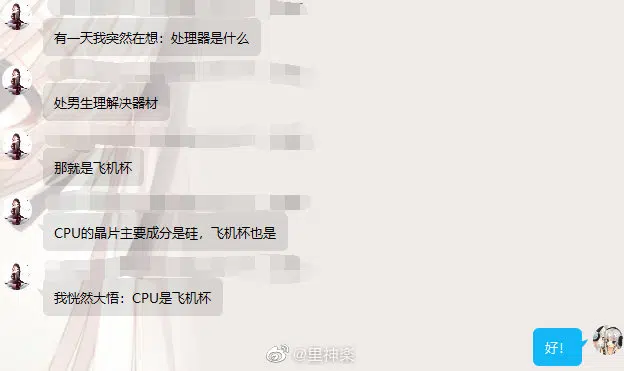 有一天我突然在想：处理器是什么
处男生理解决器材
那就是飞机杯
CPU的晶片主要成分是硅，飞机杯也是
我恍然大悟：CPU是飞机杯
好！
@里神楽